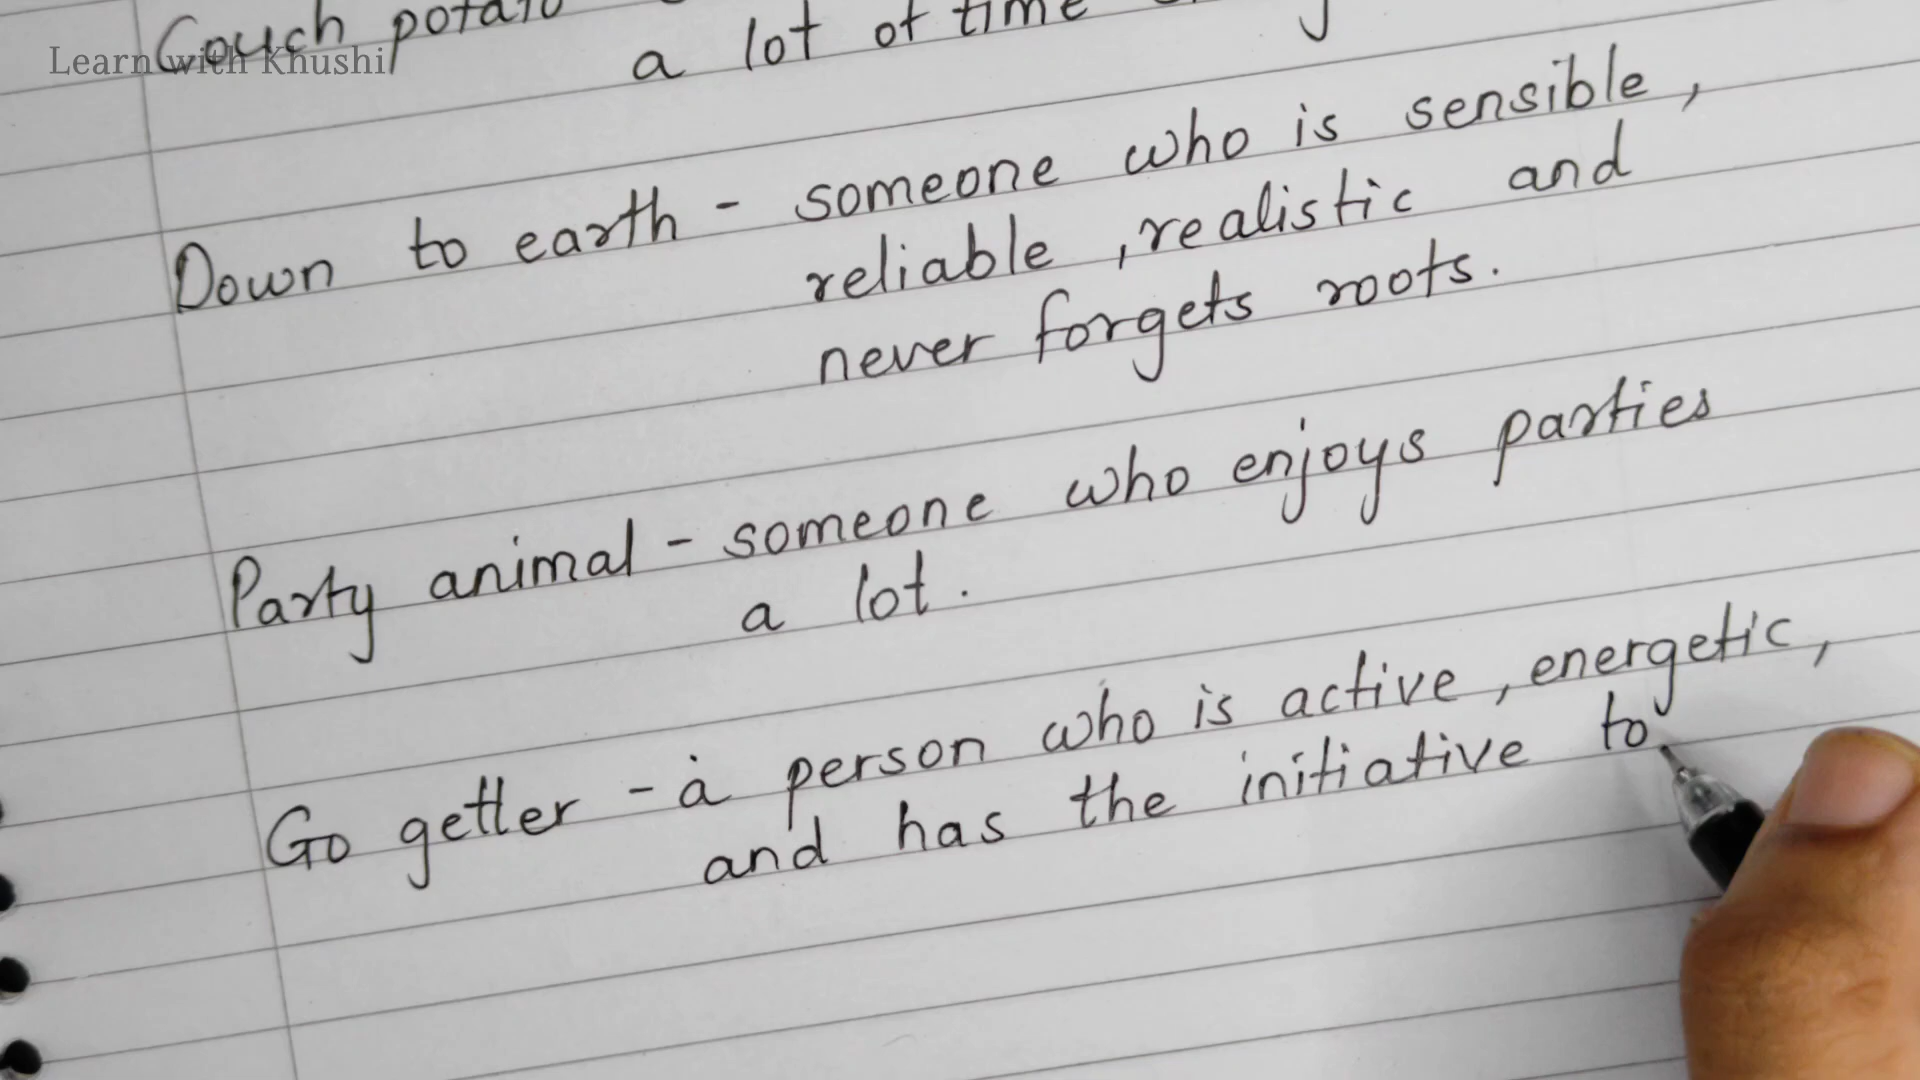 Couch potato
Learn with Khushi
a lot of time
Down to earth - someone who is sensible,
reliable, realistic and
never forgets roots.
Party animal - someone who enjoys parties
a lot.
Go getter - a person who is active, energetic,
and has the initiative to